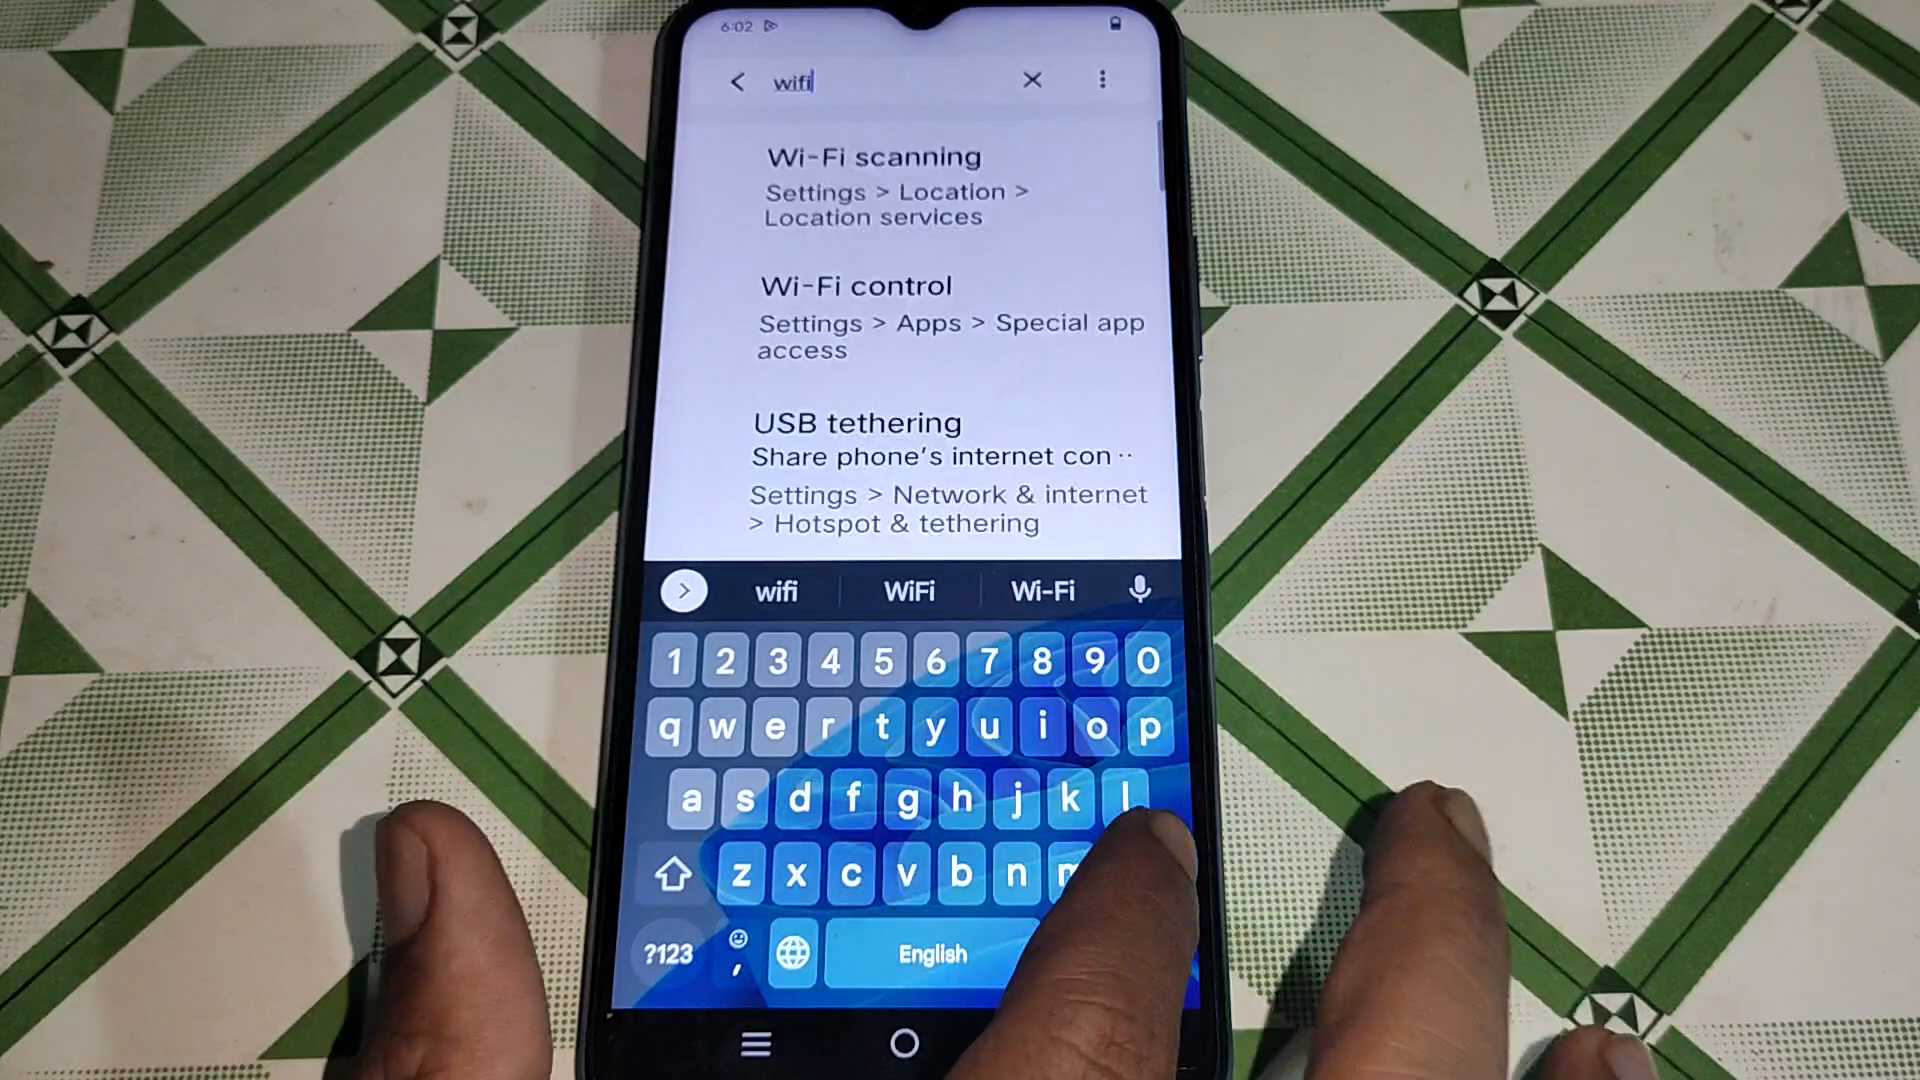 6:02
wifi
Wi-Fi scanning
Settings > Location >
Location services
Wi-Fi control
Settings > Apps > Special app
access
USB tethering
Share phone's internet con··
Settings > Network & internet
> Hotspot & tethering
wifi WiFi Wi-Fi
1 2 3 4 5 6 7 8 9 0
q w e r t y u i o p
a s d f g h j k l
z x c v b n m
?123 , English